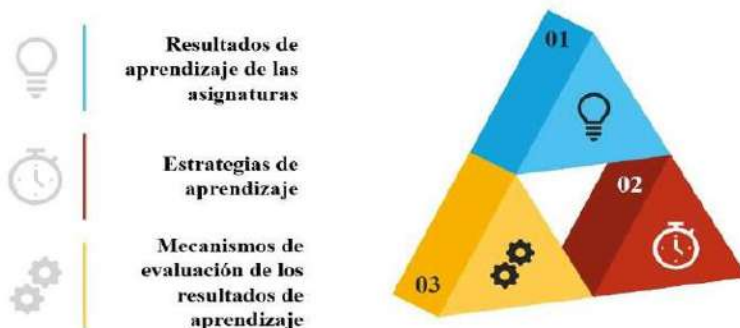 Resultados de
aprendizaje de las
asignaturas
Estrategias de
aprendizaje
Mecanismos de
evaluación de los
resultados de
aprendizaje
01
02
03